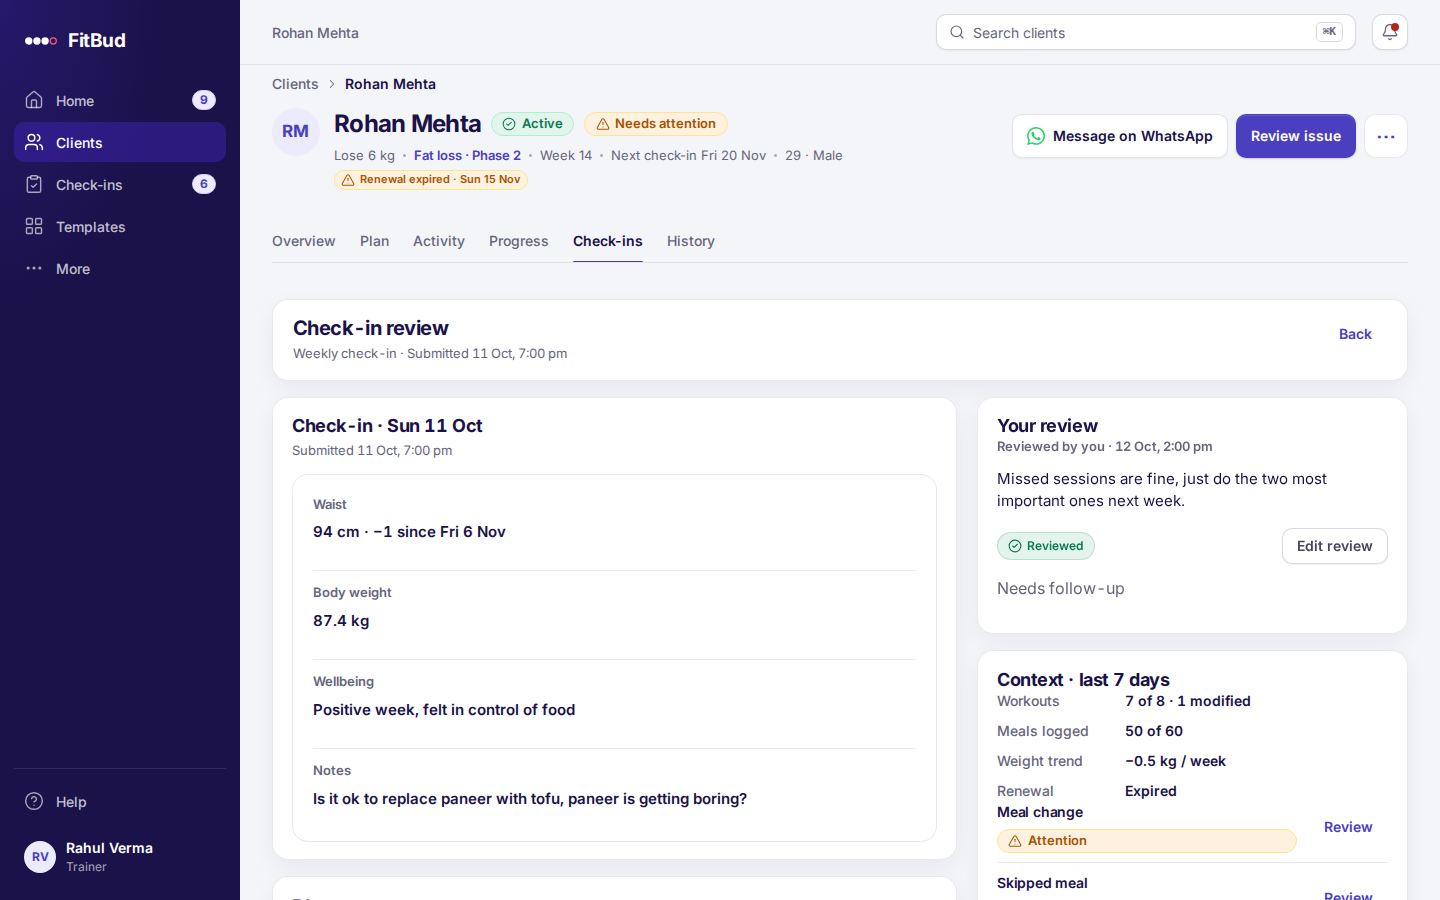 FitBud
Home 9
Clients
Check-ins 6
Templates
More
Help
RV Rahul Verma
Trainer
Rohan Mehta
Search clients ⌘K
Clients > Rohan Mehta
RM
Rohan Mehta Active Needs attention
Lose 6 kg • Fat loss · Phase 2 • Week 14 • Next check-in Fri 20 Nov • 29 · Male
Renewal expired · Sun 15 Nov
Message on WhatsApp
Review issue
Overview Plan Activity Progress Check-ins History
Check-in review
Weekly check-in · Submitted 11 Oct, 7:00 pm
Back
Check-in · Sun 11 Oct
Submitted 11 Oct, 7:00 pm
Waist
94 cm · −1 since Fri 6 Nov
Body weight
87.4 kg
Wellbeing
Positive week, felt in control of food
Notes
Is it ok to replace paneer with tofu, paneer is getting boring?
Your review
Reviewed by you · 12 Oct, 2:00 pm
Missed sessions are fine, just do the two most
important ones next week.
Reviewed
Edit review
Needs follow-up
Context · last 7 days
Workouts 7 of 8 · 1 modified
Meals logged 50 of 60
Weight trend −0.5 kg / week
Renewal Expired
Meal change
Attention
Review
Skipped meal
Review